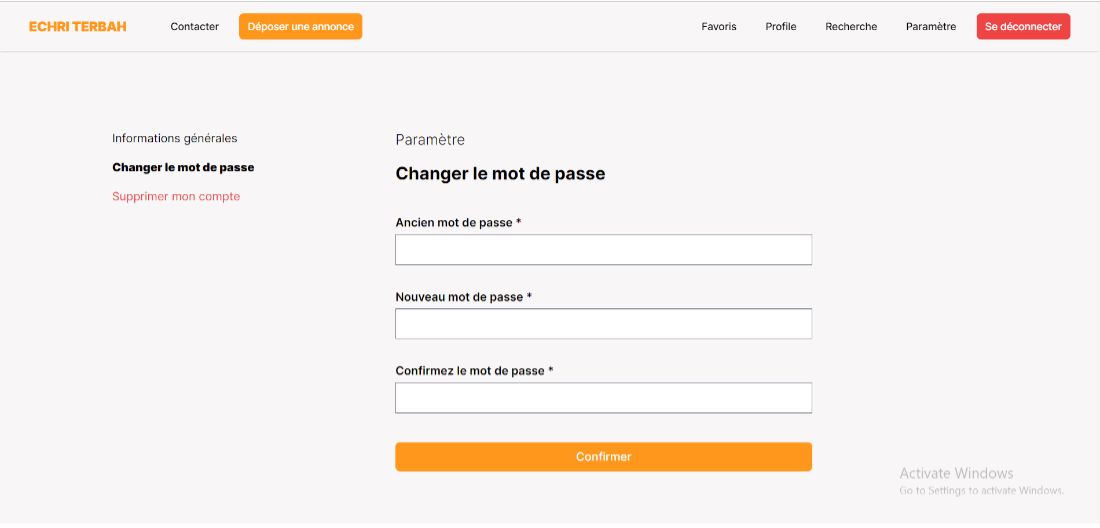 ECHRI TERBAH Contacter Déposer une annonce Favoris Profile Recherche Paramètre Se déconnecter
Informations générales
Changer le mot de passe
Supprimer mon compte
Paramètre
Changer le mot de passe
Ancien mot de passe *
Nouveau mot de passe *
Confirmez le mot de passe *
Confirmer
Activate Windows
Go to Settings to activate Windows.